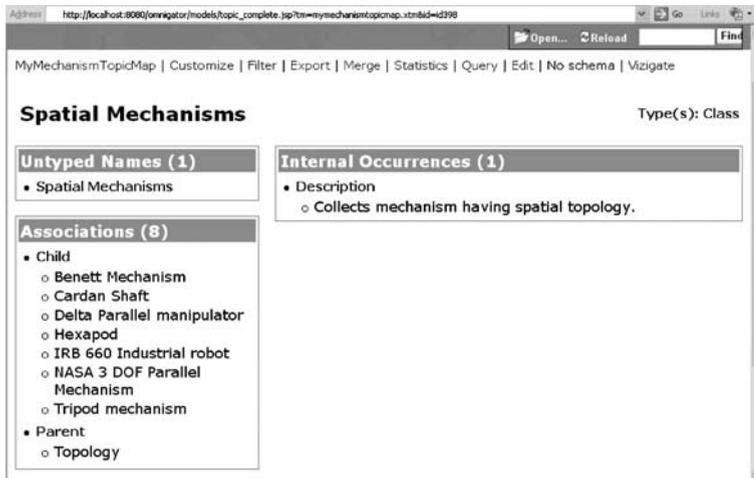 Address http://localhost:8080/omnigator/models/topic_complete.jsp?tm=mymechanismtopicmap.xtm&id=id398 Go Links
Open... Reload Find
MyMechanismTopicMap | Customize | Filter | Export | Merge | Statistics | Query | Edit | No schema | Vizigate
Spatial Mechanisms
Type(s): Class
Untyped Names (1)
• Spatial Mechanisms
Associations (8)
• Child
o Benett Mechanism
o Cardan Shaft
o Delta Parallel manipulator
o Hexapod
o IRB 660 Industrial robot
o NASA 3 DOF Parallel
Mechanism
o Tripod mechanism
• Parent
o Topology
Internal Occurrences (1)
• Description
o Collects mechanism having spatial topology.